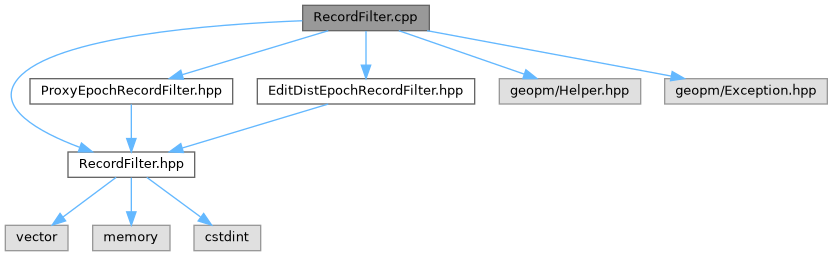 RecordFilter.cpp
ProxyEpochRecordFilter.hpp
EditDistEpochRecordFilter.hpp
geopm/Helper.hpp
geopm/Exception.hpp
RecordFilter.hpp
vector
memory
cstdint